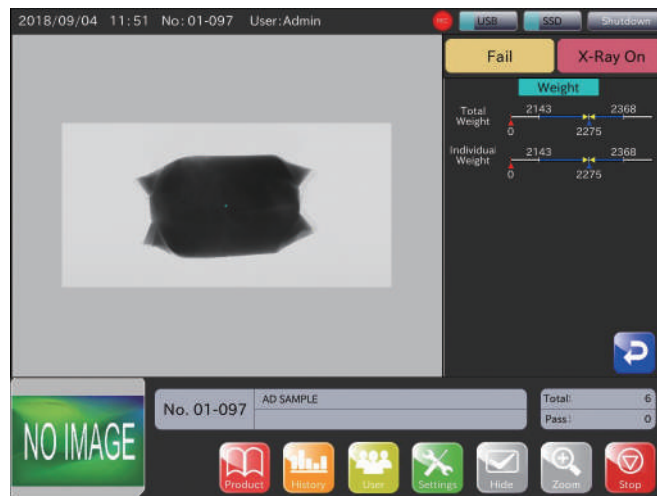 2018/09/04 11:51 No:01-097 User:Admin
REC
USB
SSD
Shutdown
Fail
X-Ray On
Weight
Total Weight
2143
2368
0
2275
Individual Weight
2143
2368
0
2275
No. 01-097
AD SAMPLE
Total: 6
Pass: 0
NO IMAGE
Product
History
User
Settings
Hide
Zoom
Stop